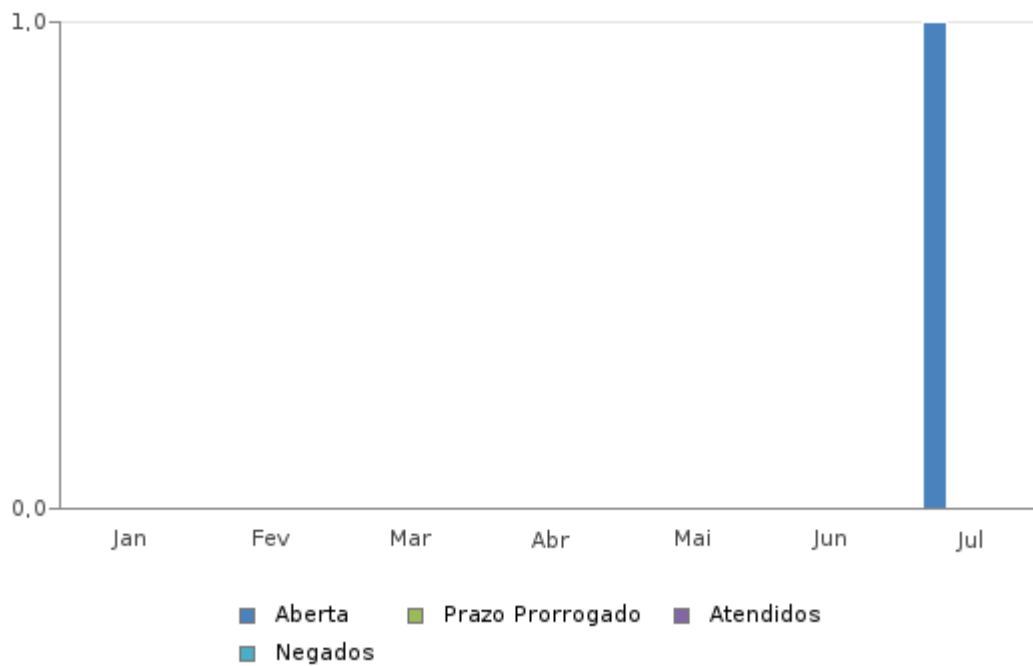 1,0
0,0
Jan Fev Mar Abr Mai Jun Jul
Aberta Prazo Prorrogado Atendidos
Negados